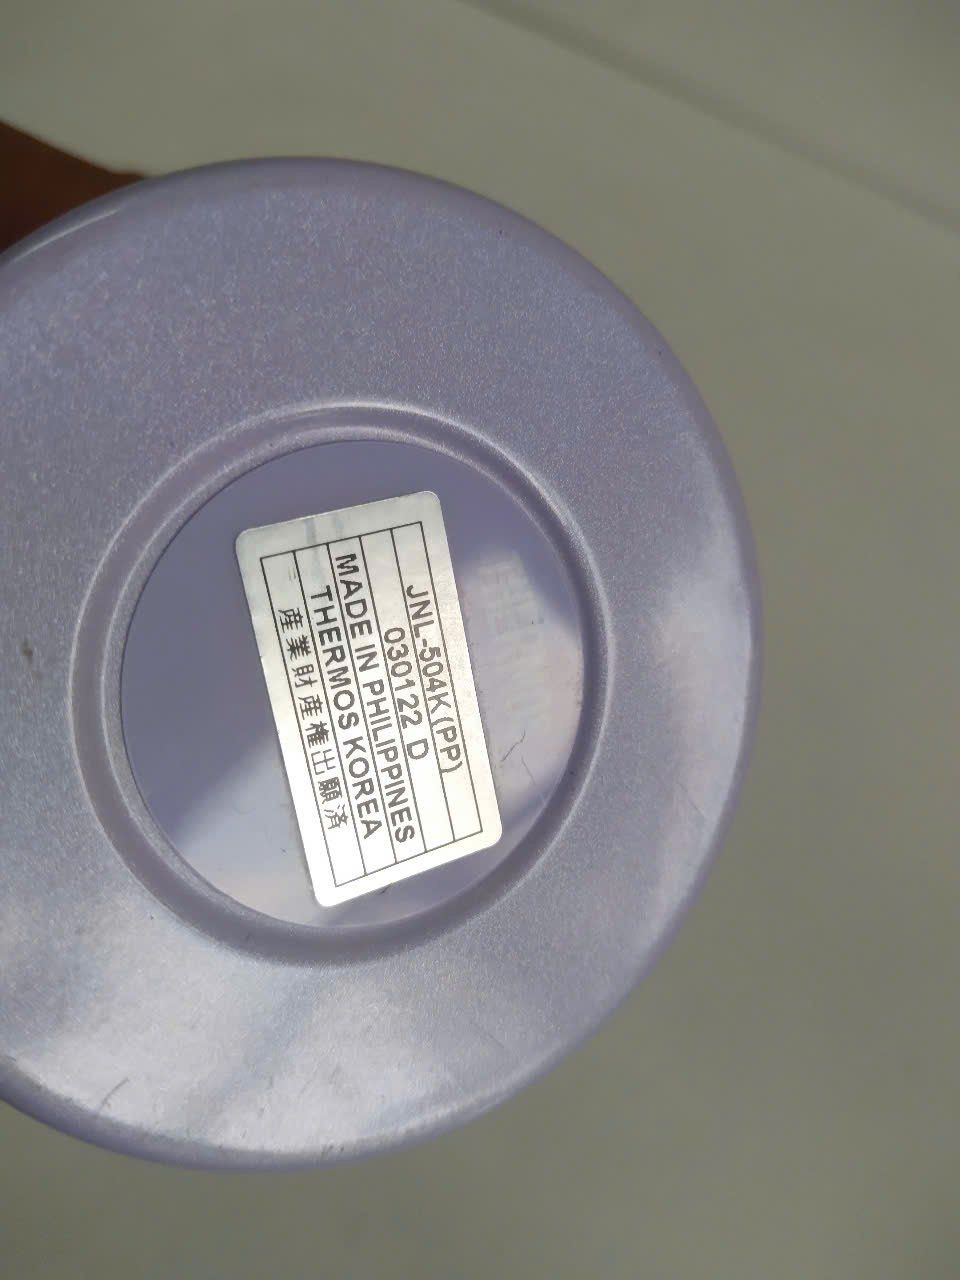 JNL-504K(PP)
030122 D
MADE IN PHILIPPINES
THERMOS KOREA
産業財産権出願済